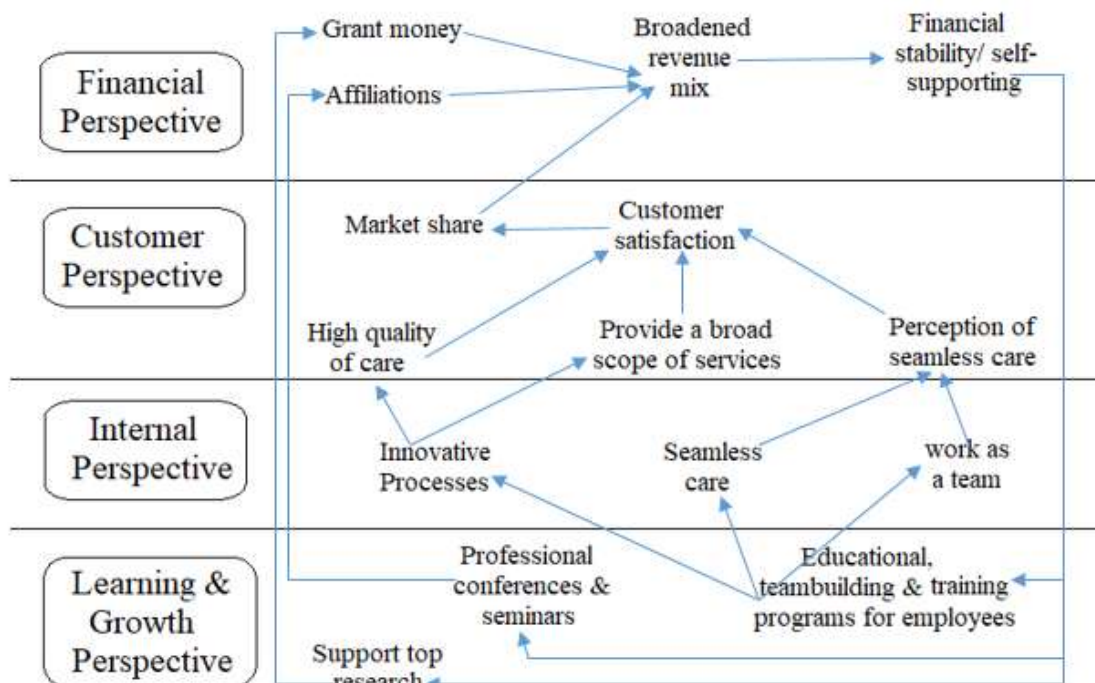 Financial
Perspective
Grant money
Affiliations
Broadened
revenue
mix
Financial
stability/ self-
supporting
Customer
Perspective
Market share
Customer
satisfaction
High quality
of care
Provide a broad
scope of services
Perception of
seamless care
Internal
Perspective
Innovative
Processes
Seamless
care
work as
a team
Learning &
Growth
Perspective
Professional
conferences &
seminars
Educational,
teambuilding & training
programs for employees
Support top
research